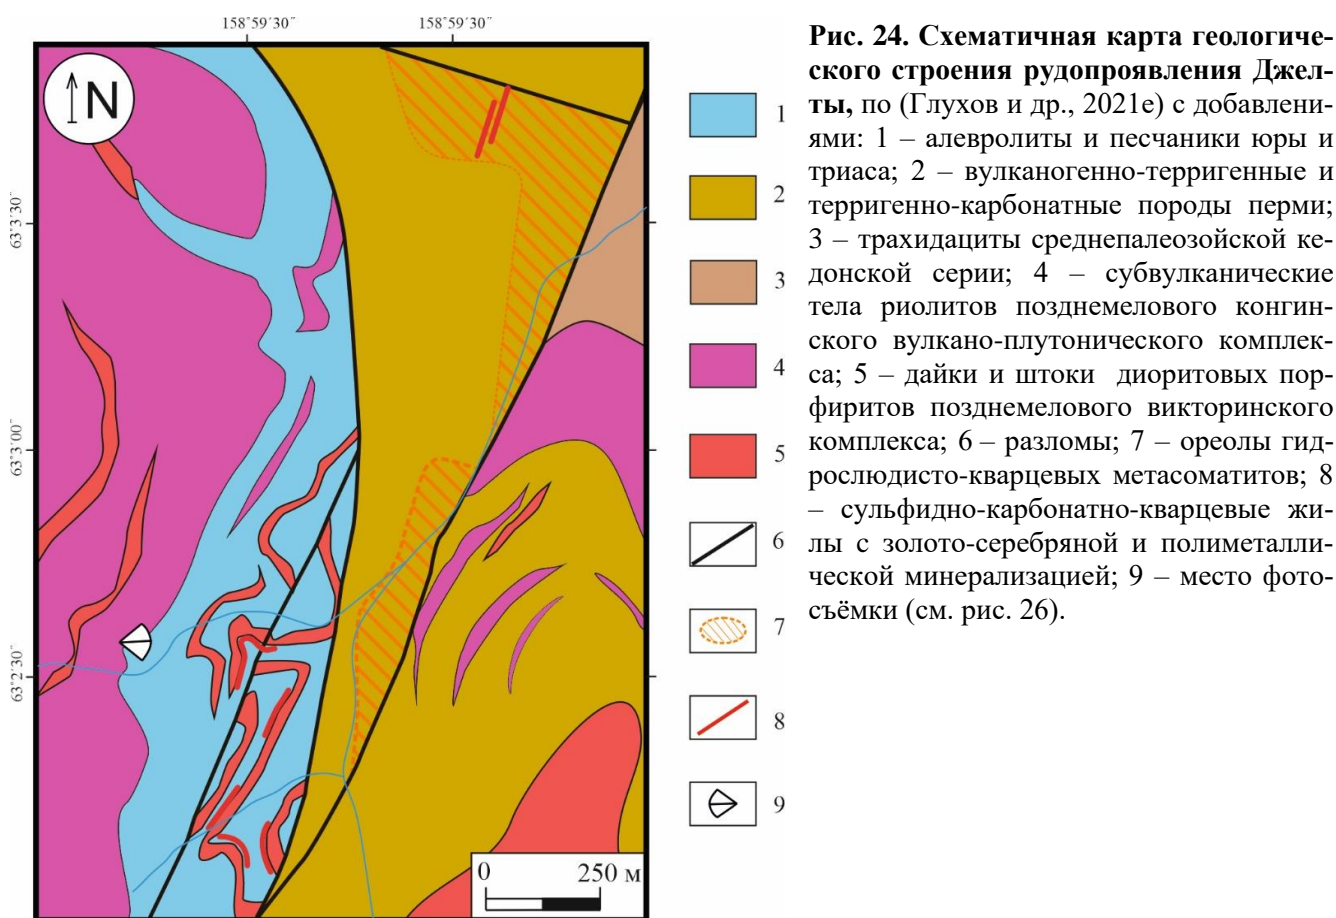 158°59´30˝
158°59´30˝
N
63°3´30˝
63°3´00˝
63°2´30˝
0 250 м
1
2
3
4
5
6
7
8
9
Рис. 24. Схематичная карта геологиче-
ского строения рудопроявления Джел-
ты, по (Глухов и др., 2021е) с добавлени-
ями: 1 – алевролиты и песчаники юры и
триаса; 2 – вулканогенно-терригенные и
терригенно-карбонатные породы перми;
3 – трахидациты среднепалеозойской ке-
донской серии; 4 – субвулканические
тела риолитов позднемелового конгин-
ского вулкано-плутонического комплек-
са; 5 – дайки и штоки диоритовых пор-
фиритов позднемелового викторинского
комплекса; 6 – разломы; 7 – ореолы гид-
рослюдисто-кварцевых метасоматитов; 8
– сульфидно-карбонатно-кварцевые жи-
лы с золото-серебряной и полиметалли-
ческой минерализацией; 9 – место фото-
съёмки (см. рис. 26).